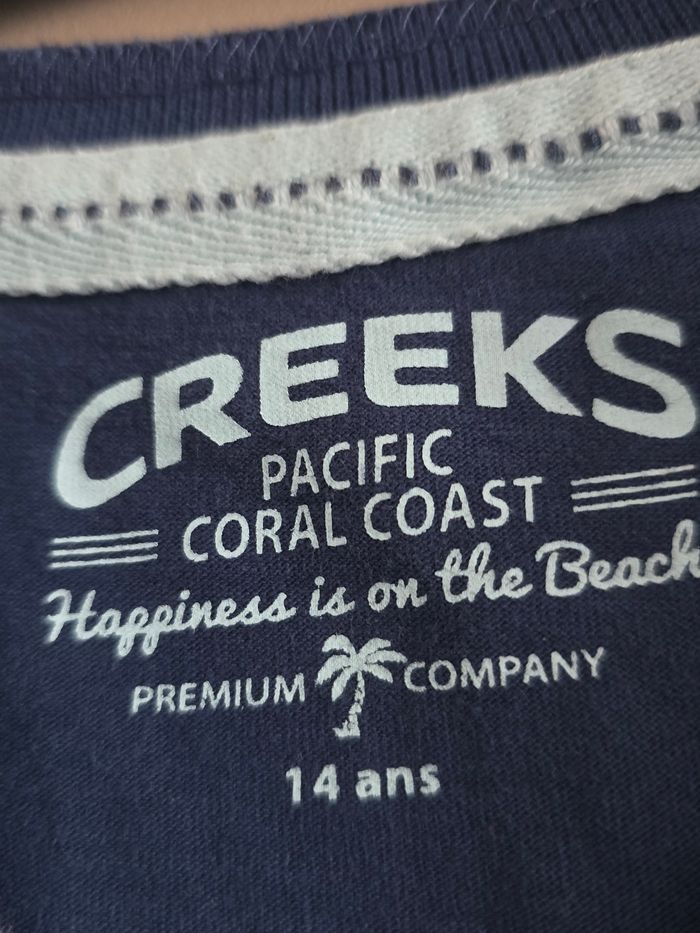 CREEKS
PACIFIC
CORAL COAST
Happiness is on the Beach
PREMIUM COMPANY
14 ans